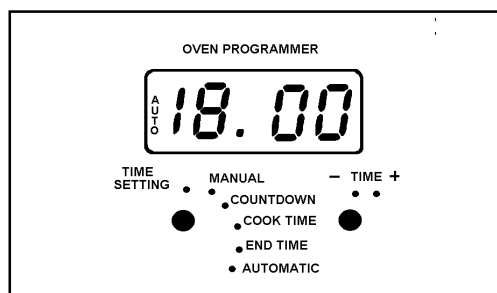 OVEN PROGRAMMER
AUTO
18.00
TIME
SETTING
MANUAL
COUNTDOWN
COOK TIME
END TIME
AUTOMATIC
− TIME +